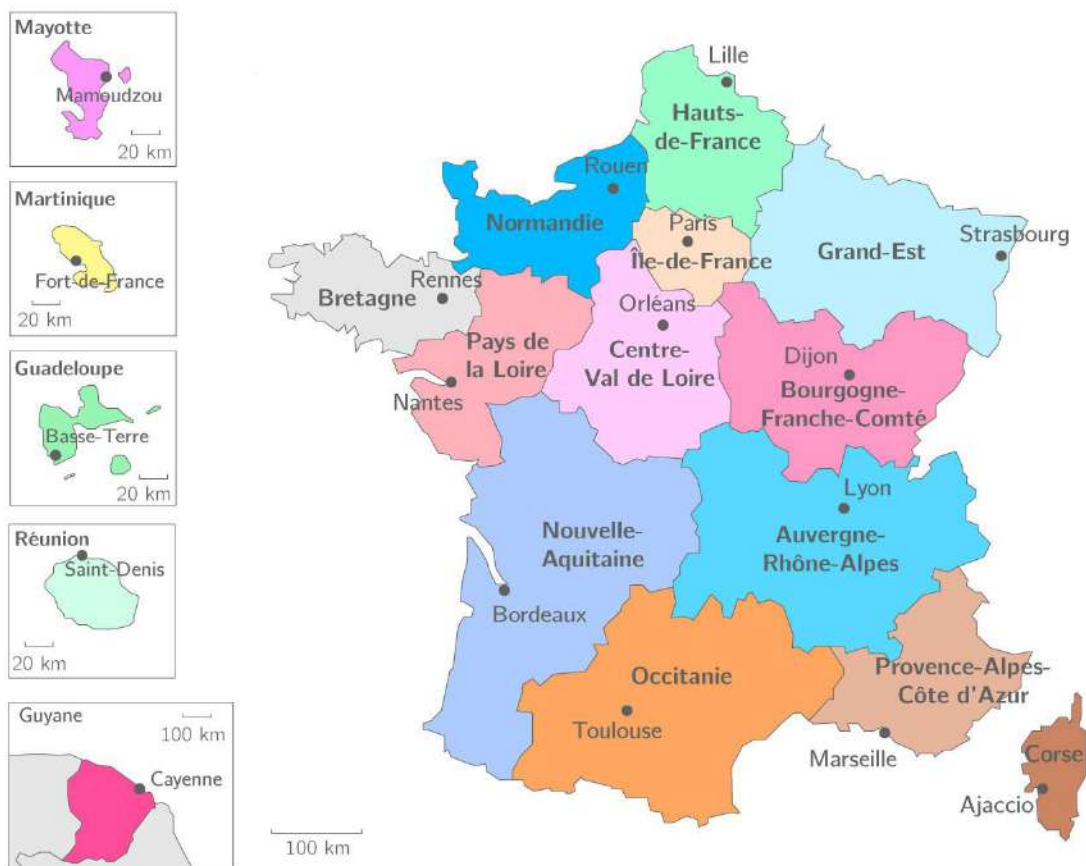 Mayotte
Mamoudzou
20 km
Martinique
Fort-de-France
20 km
Guadeloupe
Basse-Terre
20 km
Réunion
Saint-Denis
20 km
Guyane
100 km
Cayenne
Lille
Hauts-
de-France
Rouen
Normandie
Paris
Île-de-France
Grand-Est
Strasbourg
Rennes
Bretagne
Orléans
Pays de
la Loire
Centre-
Val de Loire
Nantes
Dijon
Bourgogne-
Franche-Comté
Lyon
Auvergne-
Rhône-Alpes
Nouvelle-
Aquitaine
Bordeaux
Occitanie
Toulouse
Provence-Alpes-
Côte d'Azur
Marseille
Corse
Ajaccio
100 km